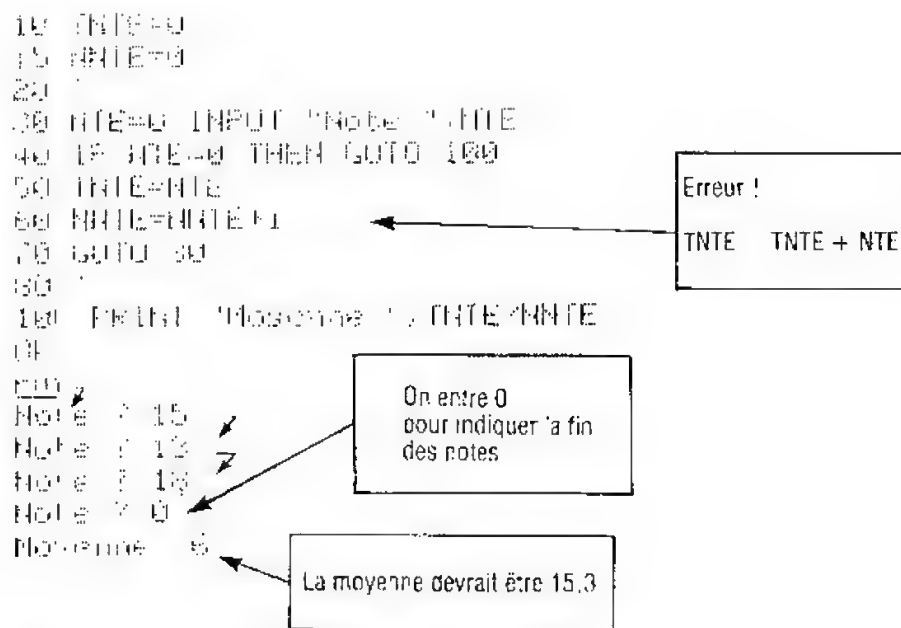 10 TNTE=0
15 NNTE=0
20 '
30 NTE=0 INPUT "Note ";NTE
40 IF NTE=0 THEN GOTO 100
50 TNTE=NTE
60 NNTE=NNTE+1
70 GOTO 30
80 '
PRINT "Moyenne ";TNTE/NNTE
run
Note ? 15
Note ? 13
Note ? 18
Note ? 0
Moyenne 6
Erreur !
TNTE TNTE + NTE
On entre 0
pour indiquer la fin
des notes
La moyenne devrait être 15,3